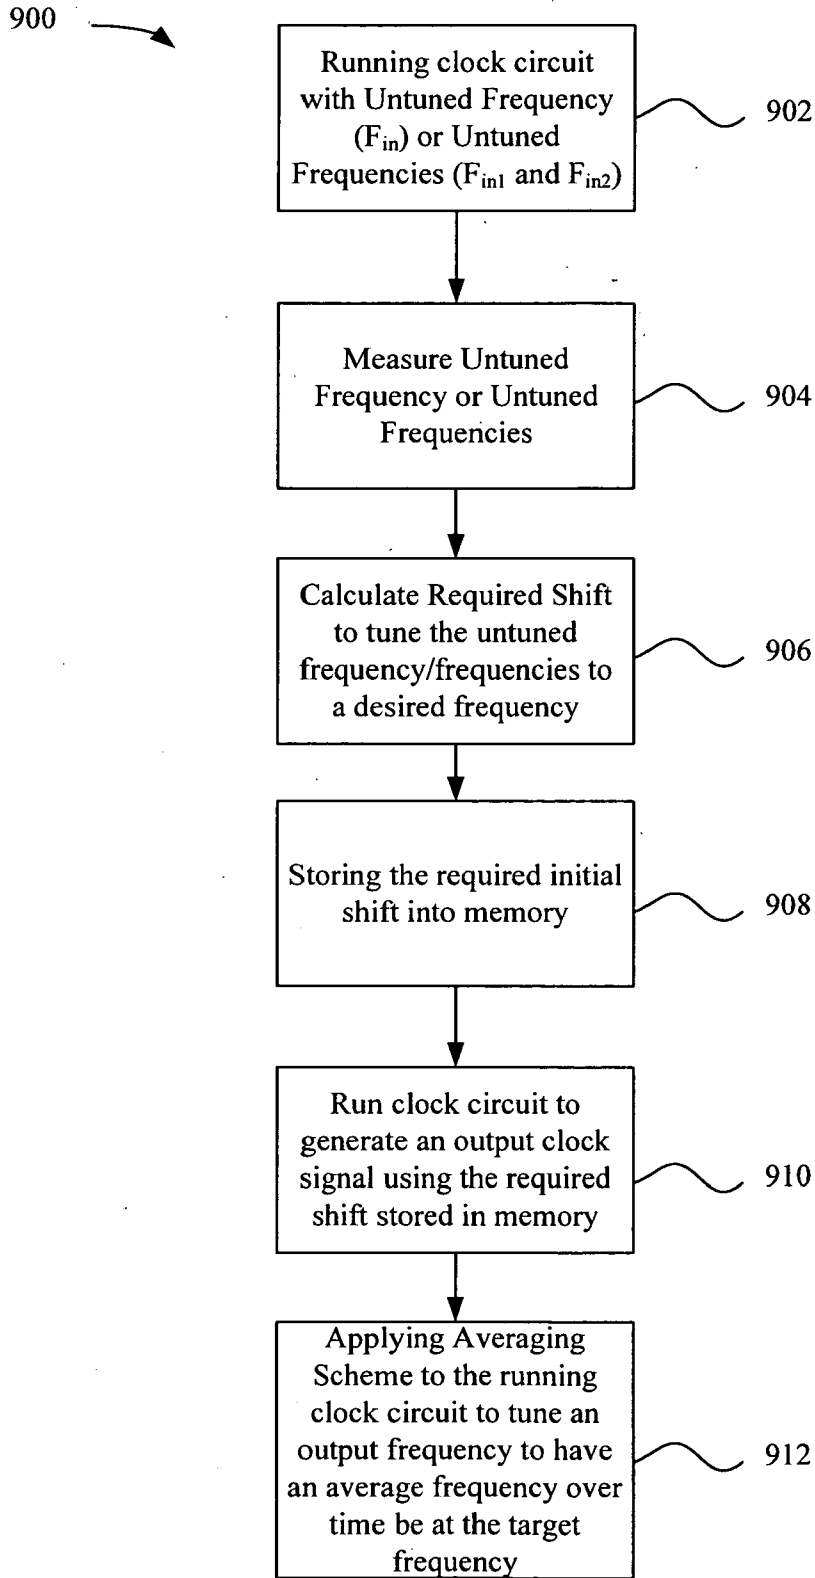 900
Running clock circuit
with Untuned Frequency
(Fin) or Untuned
Frequencies (Fin1 and Fin2)
902
Measure Untuned
Frequency or Untuned
Frequencies
904
Calculate Required Shift
to tune the untuned
frequency/frequencies to
a desired frequency
906
Storing the required initial
shift into memory
908
Run clock circuit to
generate an output clock
signal using the required
shift stored in memory
910
Applying Averaging
Scheme to the running
clock circuit to tune an
output frequency to have
an average frequency over
time be at the target
frequency
912